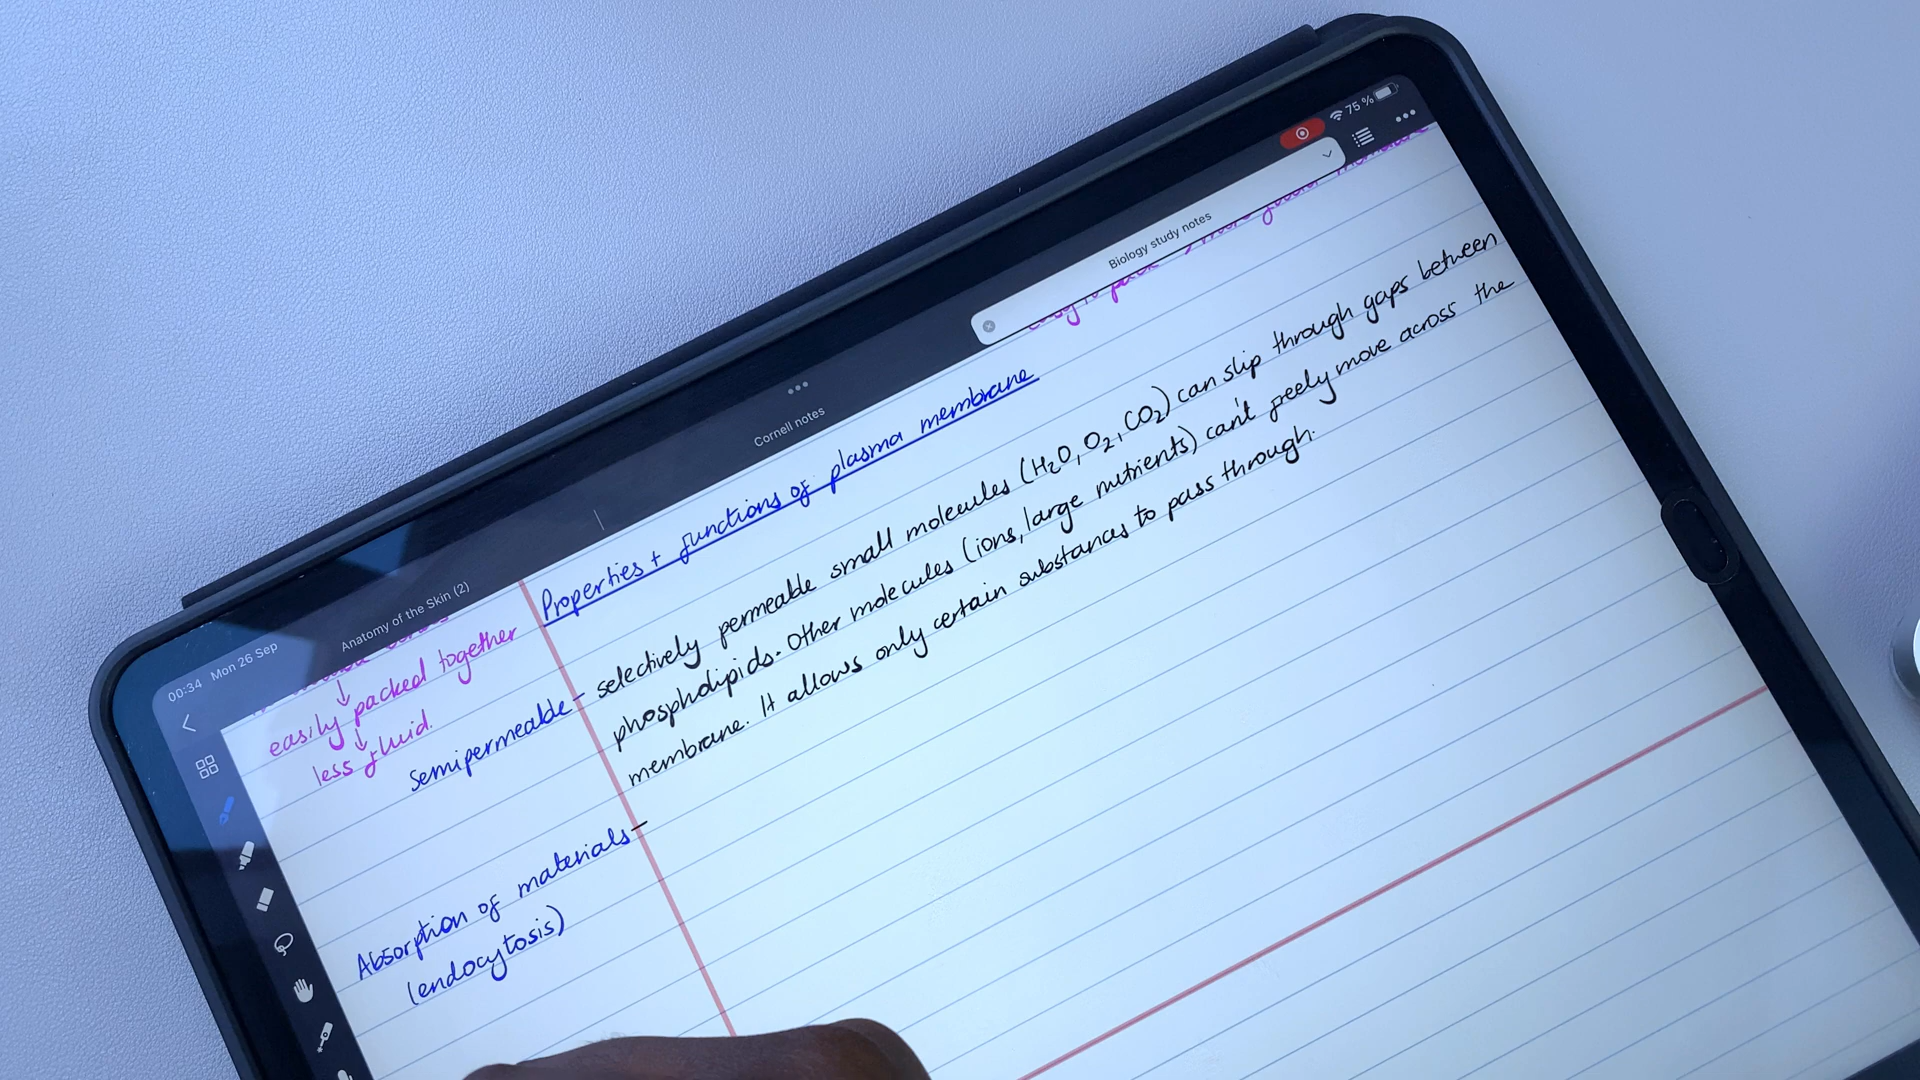 00:34 Mon 26 Sep
75 %
Anatomy of the Skin (2)
Cornell notes
Biology study notes
easily packed together
less fluid.
Properties + functions of plasma membrane
Semipermeable - selectively permeable small molecules (H₂O, O₂, CO₂) can slip through gaps between
phospholipids. Other molecules (ions, large nutrients) can't freely move across the
membrane. It allows only certain substances to pass through.
Absorption of materials -
(endocytosis)